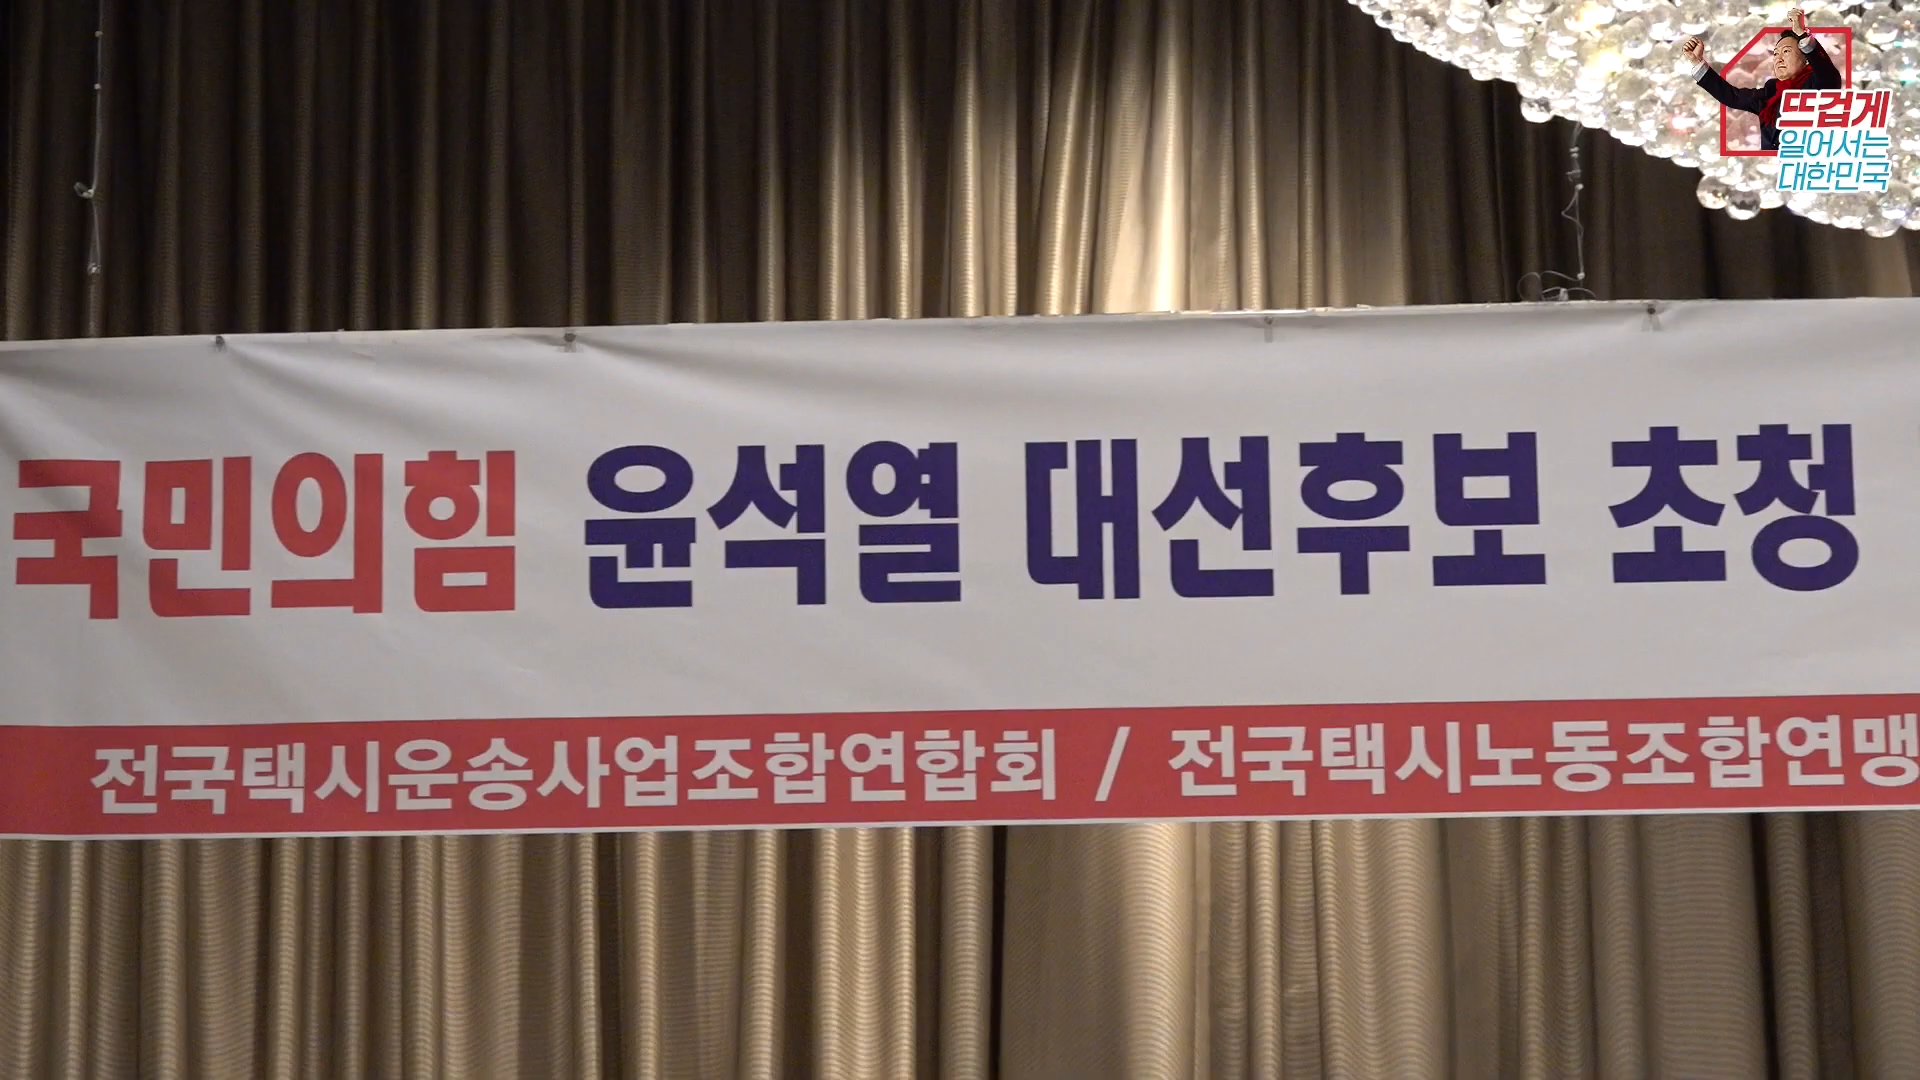 뜨겁게
일어서는
대한민국
국민의힘 윤석열 대선후보 초청
전국택시운송사업조합연합회 / 전국택시노동조합연맹